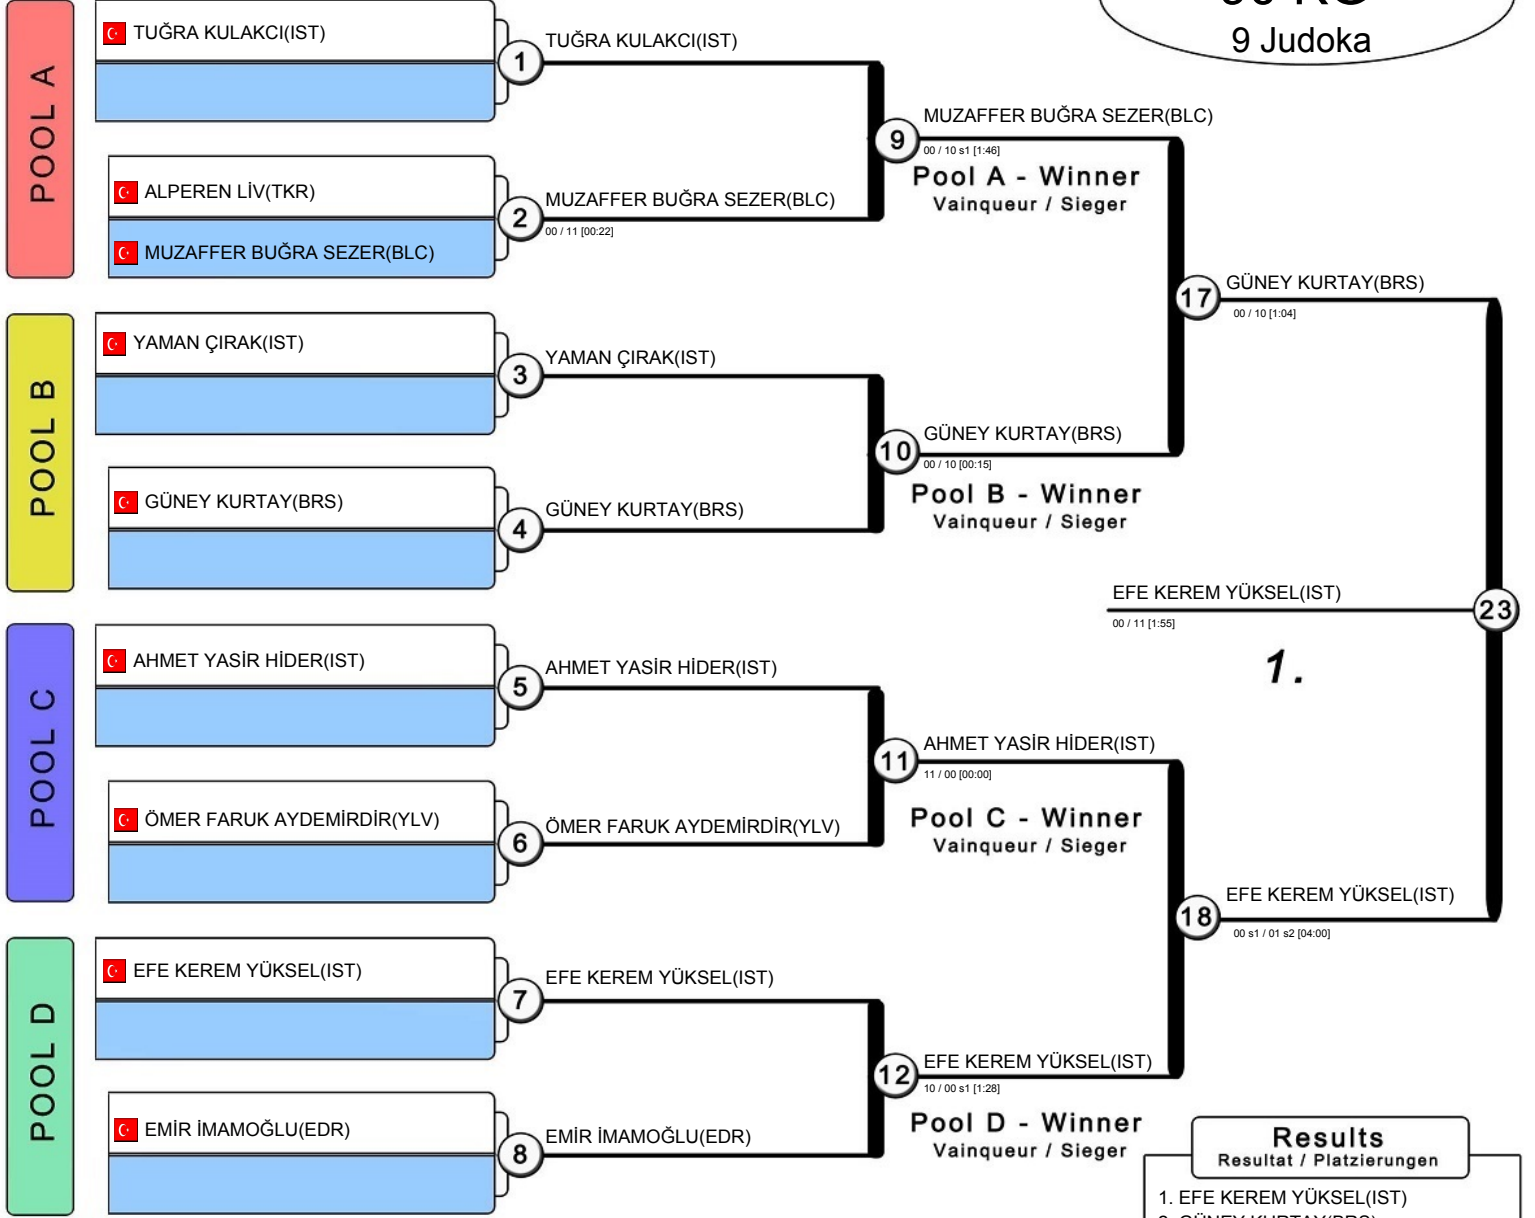 9 Judoka
POOL A
TUĞRA KULAKCI(IST)
1
TUĞRA KULAKCI(IST)
ALPEREN LİV(TKR)
MUZAFFER BUĞRA SEZER(BLC)
2
MUZAFFER BUĞRA SEZER(BLC)
00 / 11 [00:22]
9
MUZAFFER BUĞRA SEZER(BLC)
00 / 10 s1 [1:46]
Pool A - Winner
Vainqueur / Sieger
POOL B
YAMAN ÇIRAK(IST)
3
YAMAN ÇIRAK(IST)
GÜNEY KURTAY(BRS)
4
GÜNEY KURTAY(BRS)
10
GÜNEY KURTAY(BRS)
00 / 10 [00:15]
Pool B - Winner
Vainqueur / Sieger
17
GÜNEY KURTAY(BRS)
00 / 10 [1:04]
EFE KEREM YÜKSEL(IST)
00 / 11 [1:55]
23
1.
POOL C
AHMET YASİR HİDER(IST)
5
AHMET YASİR HİDER(IST)
ÖMER FARUK AYDEMİRDİR(YLV)
6
ÖMER FARUK AYDEMİRDİR(YLV)
11
AHMET YASİR HİDER(IST)
11 / 00 [00:00]
Pool C - Winner
Vainqueur / Sieger
18
EFE KEREM YÜKSEL(IST)
00 s1 / 01 s2 [04:00]
POOL D
EFE KEREM YÜKSEL(IST)
7
EFE KEREM YÜKSEL(IST)
EMİR İMAMOĞLU(EDR)
8
EMİR İMAMOĞLU(EDR)
12
EFE KEREM YÜKSEL(IST)
10 / 00 s1 [1:28]
Pool D - Winner
Vainqueur / Sieger
Results
Resultat / Platzierungen
1. EFE KEREM YÜKSEL(IST)
2. GÜNEY KURTAY(BRS)